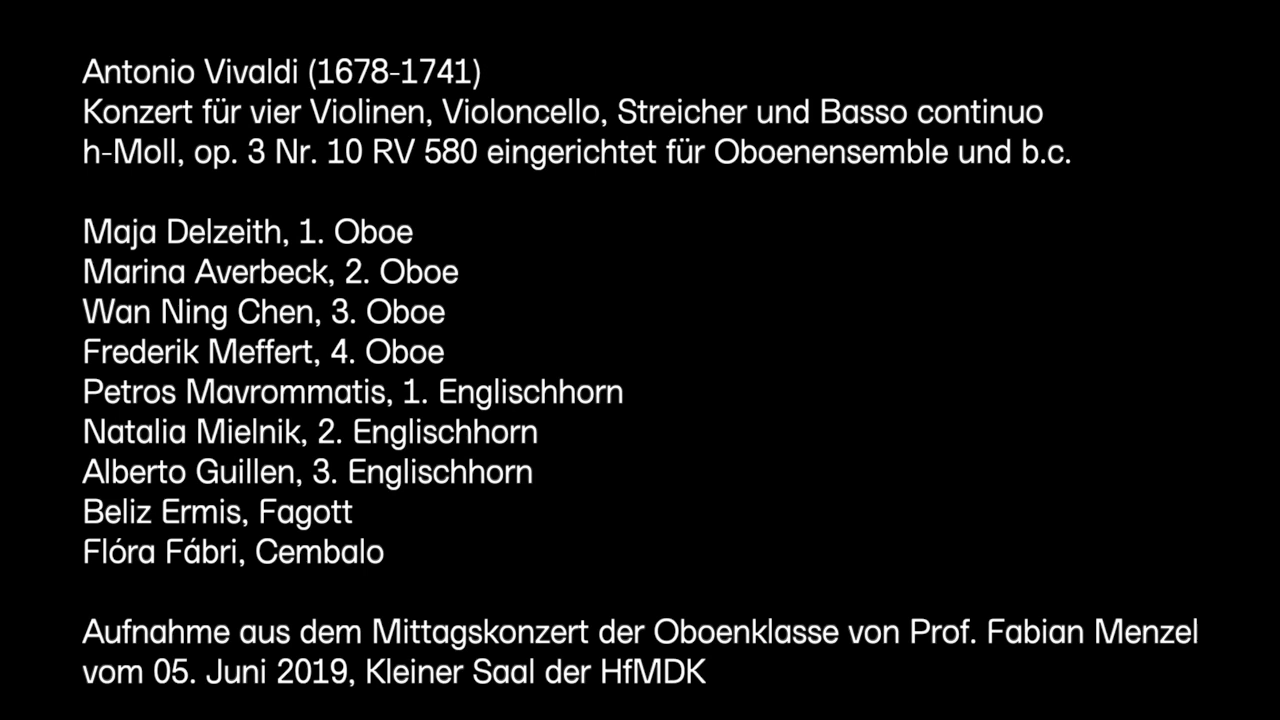 Antonio Vivaldi (1678-1741)
Konzert für vier Violinen, Violoncello, Streicher und Basso continuo
h-Moll, op. 3 Nr. 10 RV 580 eingerichtet für Oboenensemble und b.c.
Maja Delzeith, 1. Oboe
Marina Averbeck, 2. Oboe
Wan Ning Chen, 3. Oboe
Frederik Meffert, 4. Oboe
Petros Mavrommatis, 1. Englischhorn
Natalia Mielnik, 2. Englischhorn
Alberto Guillen, 3. Englischhorn
Beliz Ermis, Fagott
Flóra Fábri, Cembalo
Aufnahme aus dem Mittagskonzert der Oboenklasse von Prof. Fabian Menzel
vom 05. Juni 2019, Kleiner Saal der HfMDK